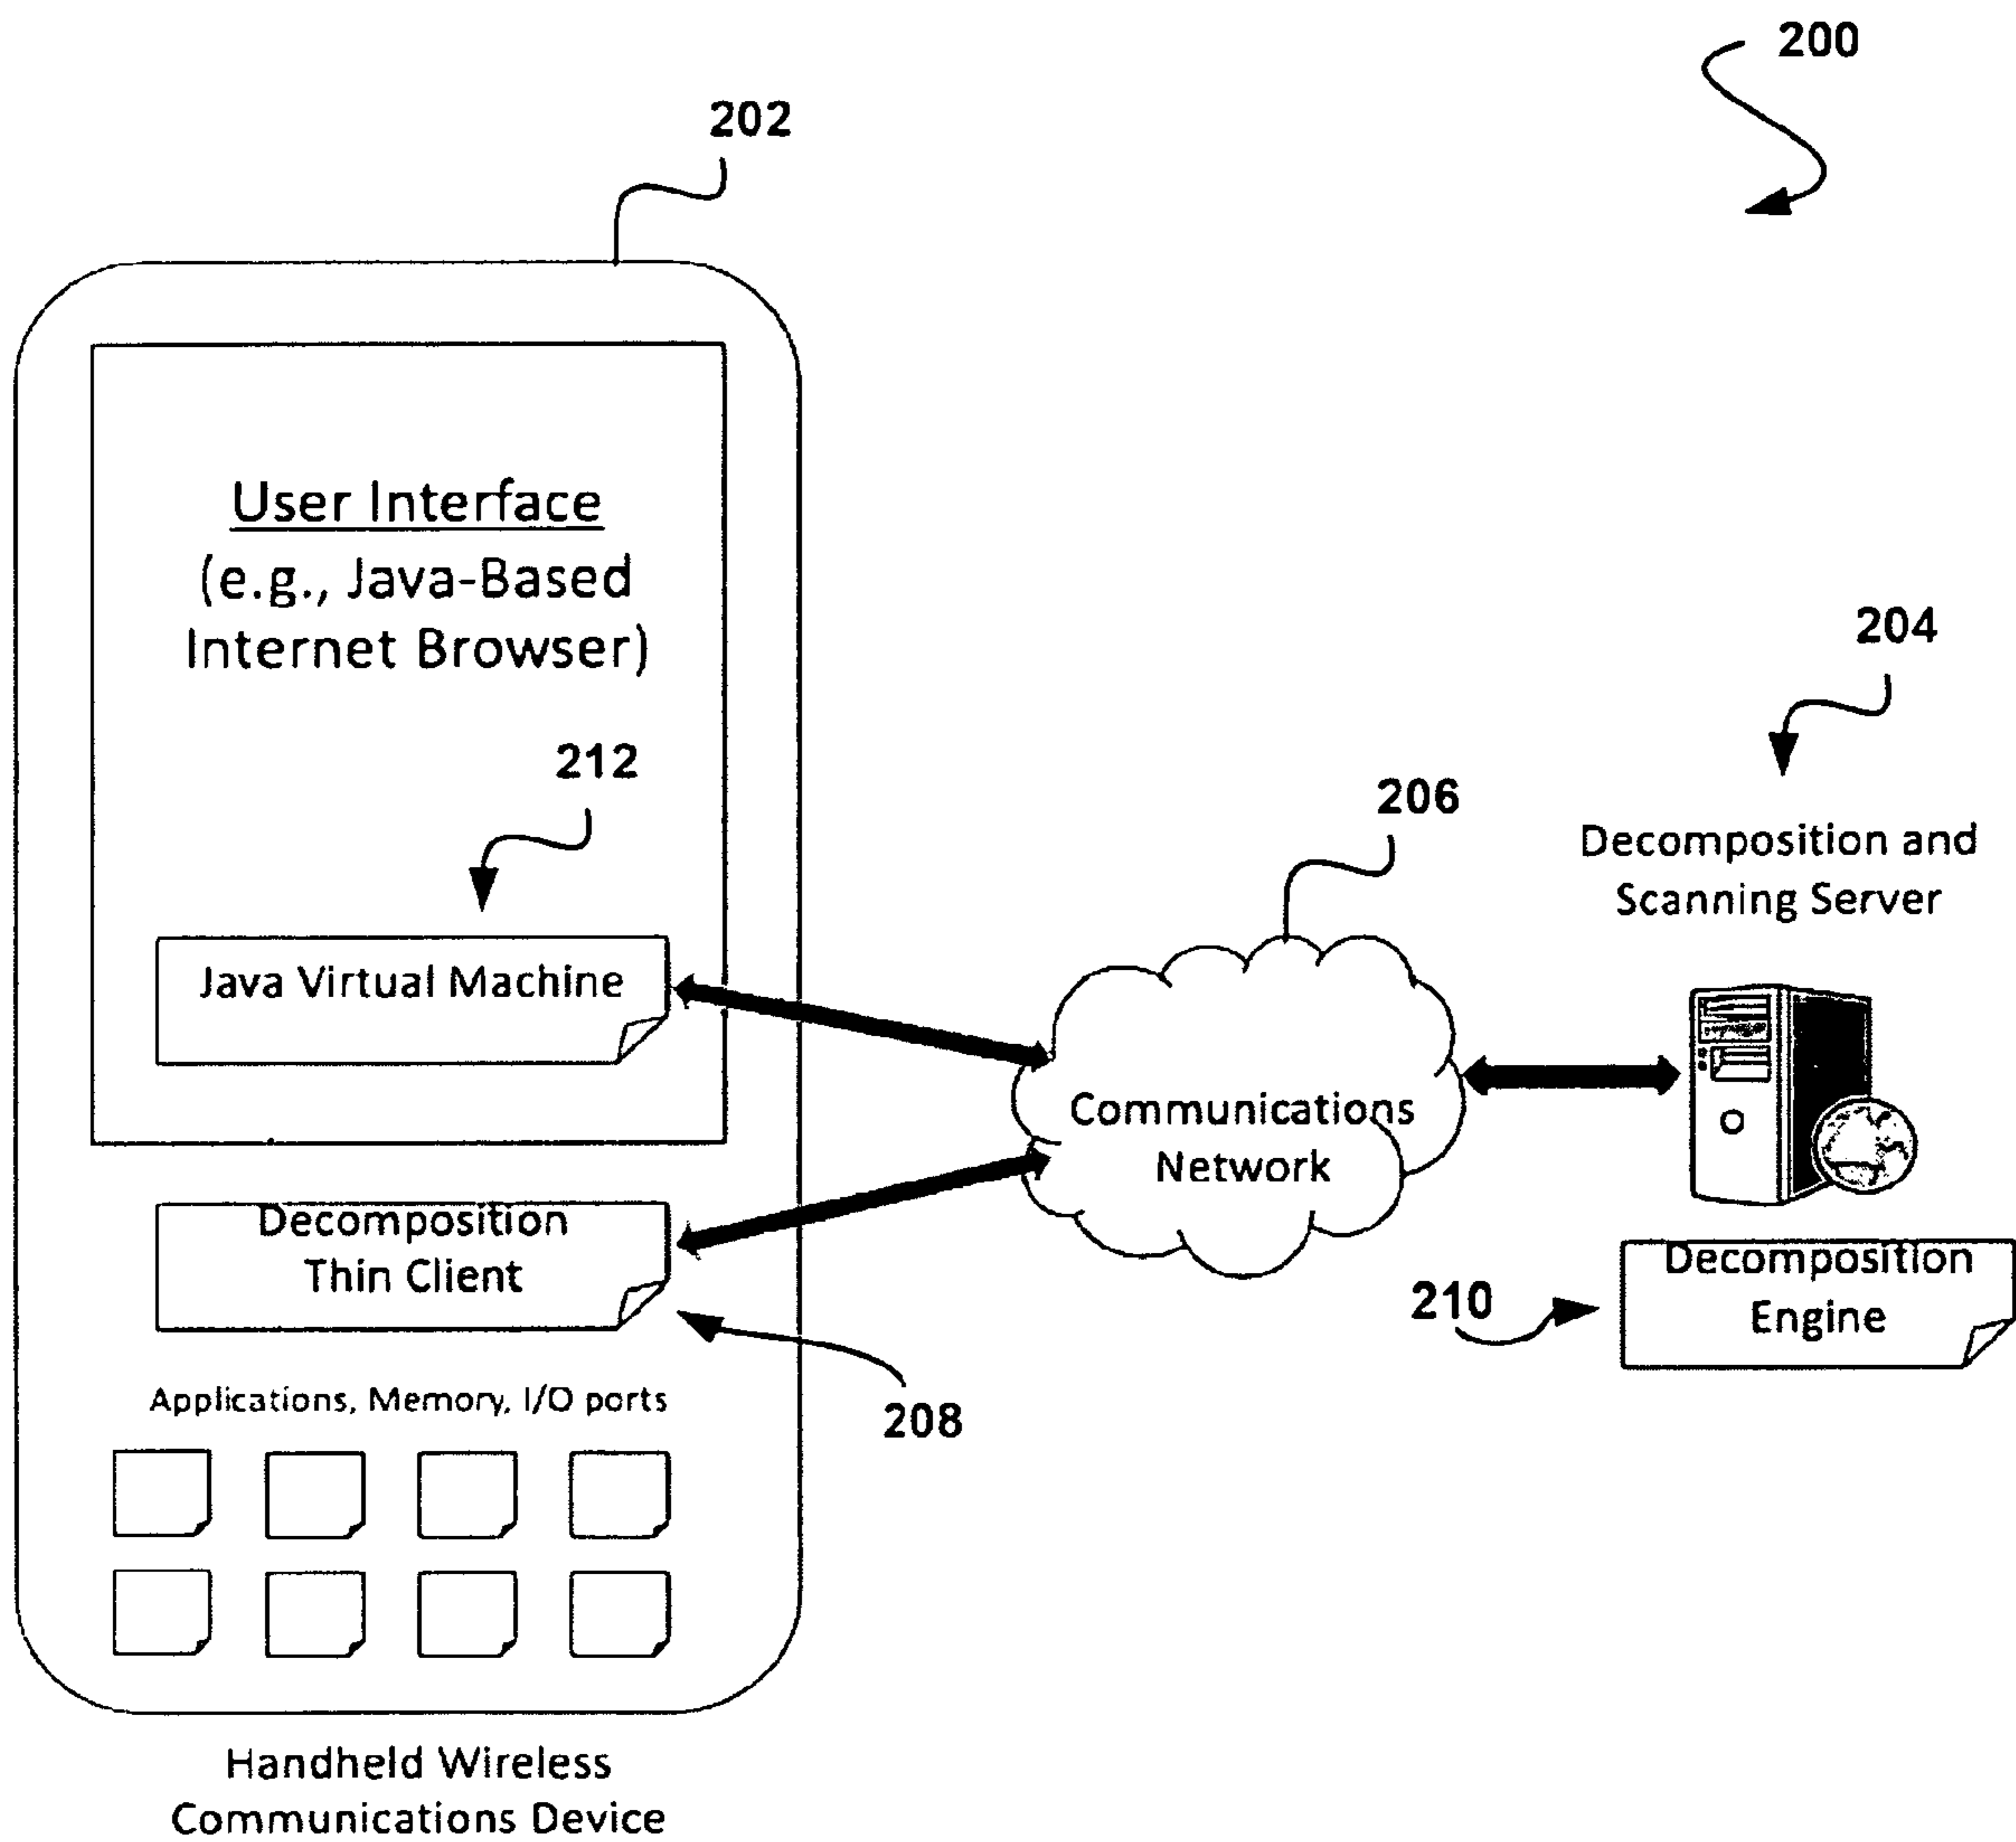 200
202
User Interface
(e.g., Java-Based
Internet Browser)
204
212
206
Decomposition and
Scanning Server
Java Virtual Machine
Communications
Network
Decomposition
Thin Client
Decomposition
Engine
210
Applications, Memory, I/O ports
208
Handheld Wireless
Communications Device